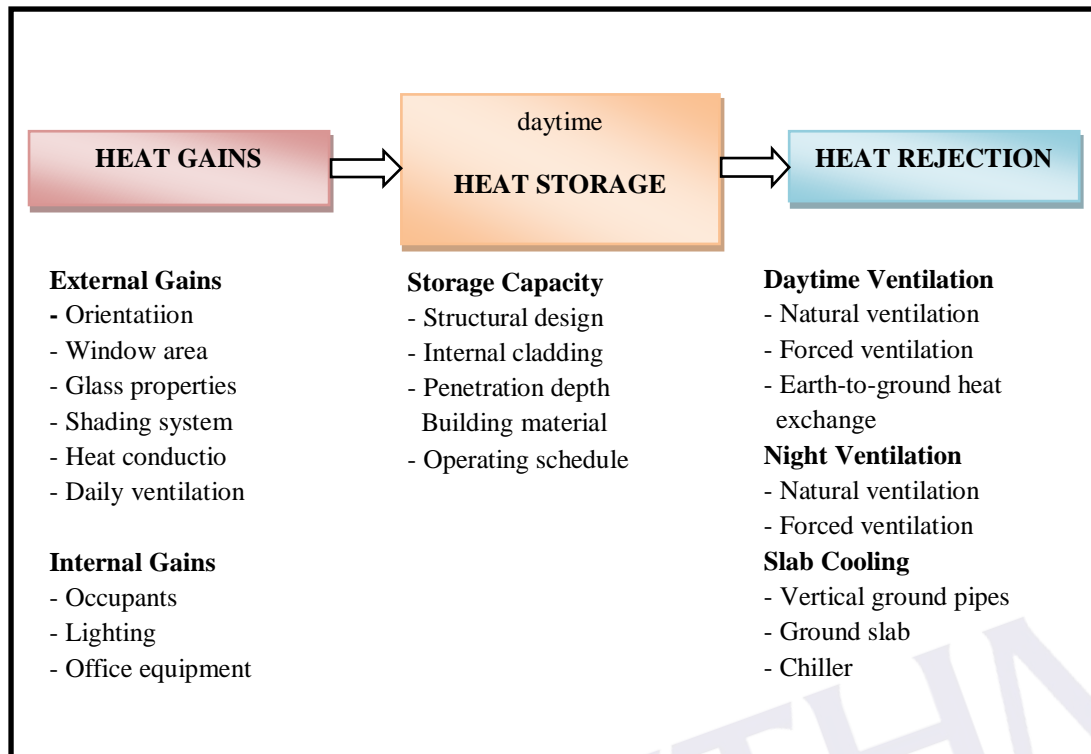 HEAT GAINS
daytime
HEAT STORAGE
HEAT REJECTION
External Gains
- Orientatiion
- Window area
- Glass properties
- Shading system
- Heat conductio
- Daily ventilation
Internal Gains
- Occupants
- Lighting
- Office equipment
Storage Capacity
- Structural design
- Internal cladding
- Penetration depth
Building material
- Operating schedule
Daytime Ventilation
- Natural ventilation
- Forced ventilation
- Earth-to-ground heat
exchange
Night Ventilation
- Natural ventilation
- Forced ventilation
Slab Cooling
- Vertical ground pipes
- Ground slab
- Chiller